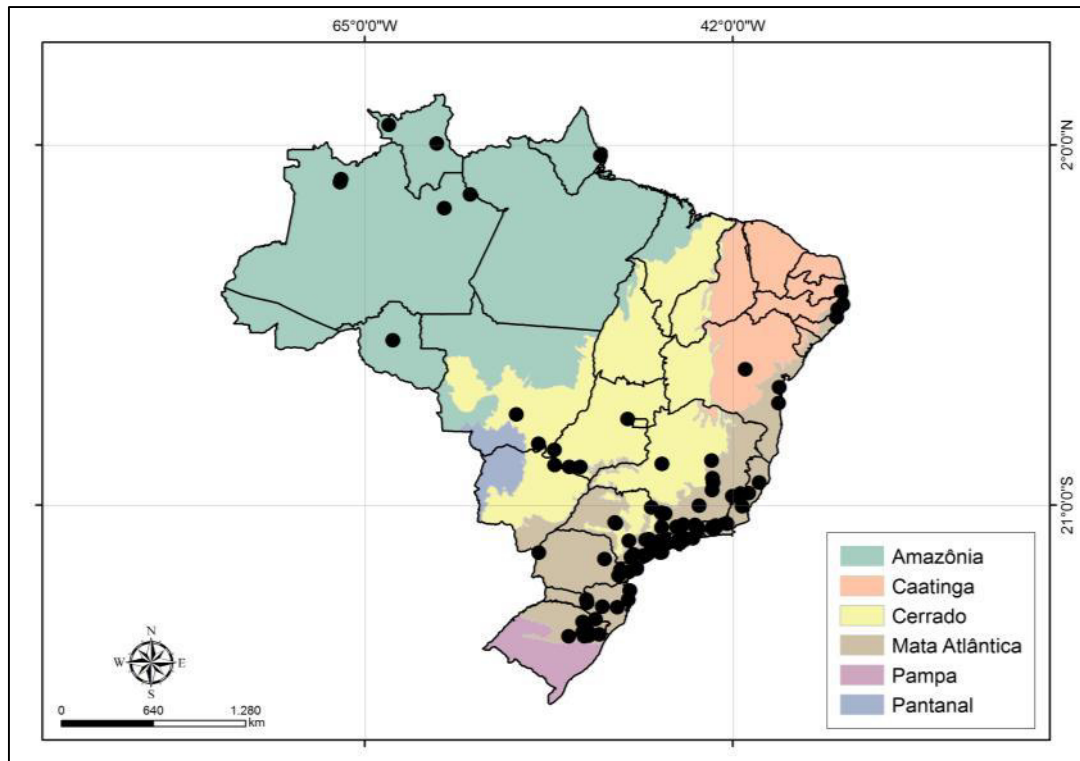 65°0'0"W 42°0'0"W
2°0'0"N
21°0'0"S
Amazônia
Caatinga
Cerrado
Mata Atlântica
Pampa
Pantanal
N
W E
S
0 640 1.280
km